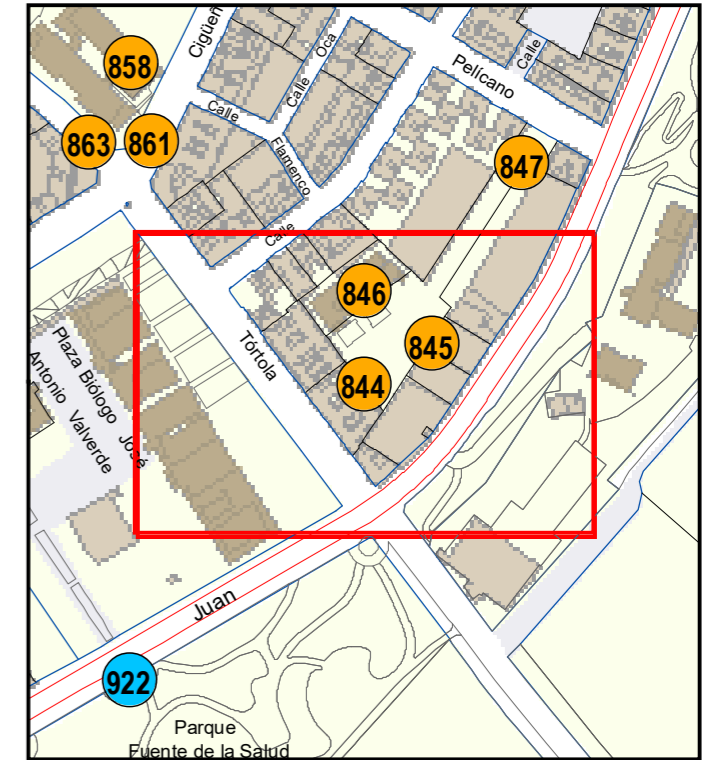 Cigüeñ
Oca
Calle
Calle
Pelícano
858
Calle
863
861
Flamenco
847
Calle
846
Tórtola
845
Plaza Biólogo José
Antonio Valverde
844
Juan
922
Parque
Fuente de la Salud